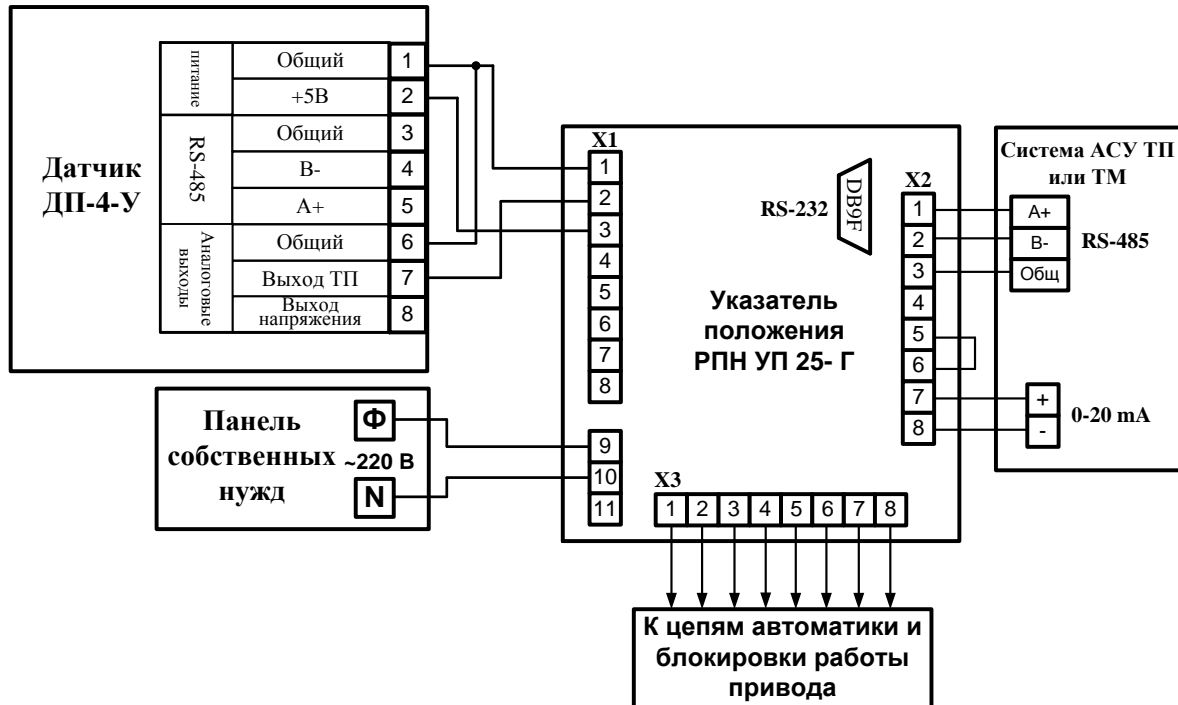 Датчик
ДП-4-У
питание
Общий 1
+5В 2
RS-485
Общий 3
В- 4
А+ 5
Аналоговые
выходы
Общий 6
Выход ТП 7
Выход
напряжения 8
Панель
собственных
нужд
Ф
~220 В
N
X1
1
2
3
4
5
6
7
8
9
10
11
RS-232
DB9F
Указатель
положения
РПН УП 25- Г
X2
1
2
3
4
5
6
7
8
X3
1 2 3 4 5 6 7 8
Система АСУ ТП
или ТМ
А+
В-
Общ
RS-485
+
-
0-20 mA
К цепям автоматики и
блокировки работы
привода